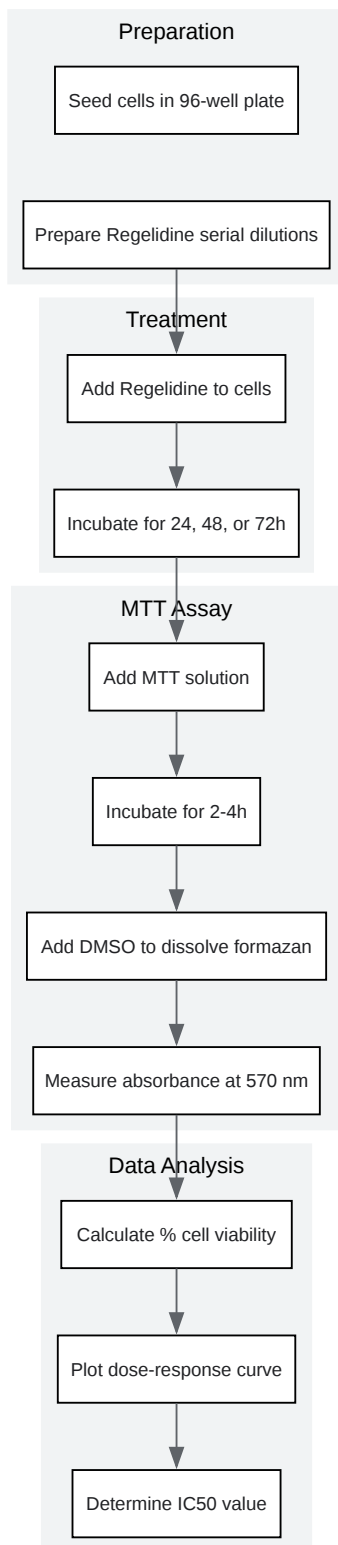 Preparation
Seed cells in 96-well plate
Prepare Regelidine serial dilutions
Treatment
Add Regelidine to cells
Incubate for 24, 48, or 72h
MTT Assay
Add MTT solution
Incubate for 2-4h
Add DMSO to dissolve formazan
Measure absorbance at 570 nm
Data Analysis
Calculate % cell viability
Plot dose-response curve
Determine IC50 value